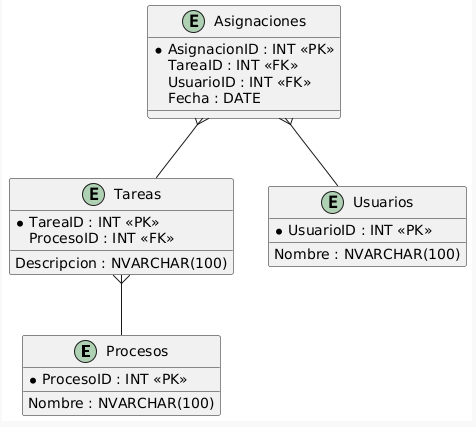 E Asignaciones
• AsignacionID : INT «PK»
TareaID : INT «FK»
UsuarioID : INT «FK»
Fecha : DATE
E Tareas
• TareaID : INT «PK»
ProcesoID : INT «FK»
Descripcion : NVARCHAR(100)
E Usuarios
• UsuarioID : INT «PK»
Nombre : NVARCHAR(100)
E Procesos
• ProcesoID : INT «PK»
Nombre : NVARCHAR(100)